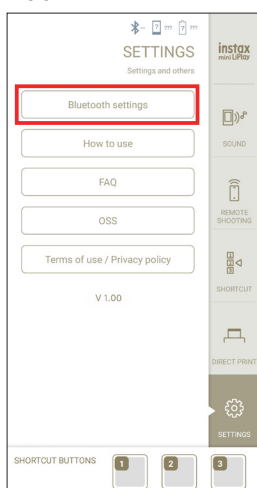 SETTINGS
Settings and others
instax
mini LiPlay
Bluetooth settings
How to use
FAQ
OSS
Terms of use / Privacy policy
V 1.00
SOUND
REMOTE
SHOOTING
SHORTCUT
DIRECT PRINT
SETTINGS
SHORTCUT BUTTONS
1
2
3